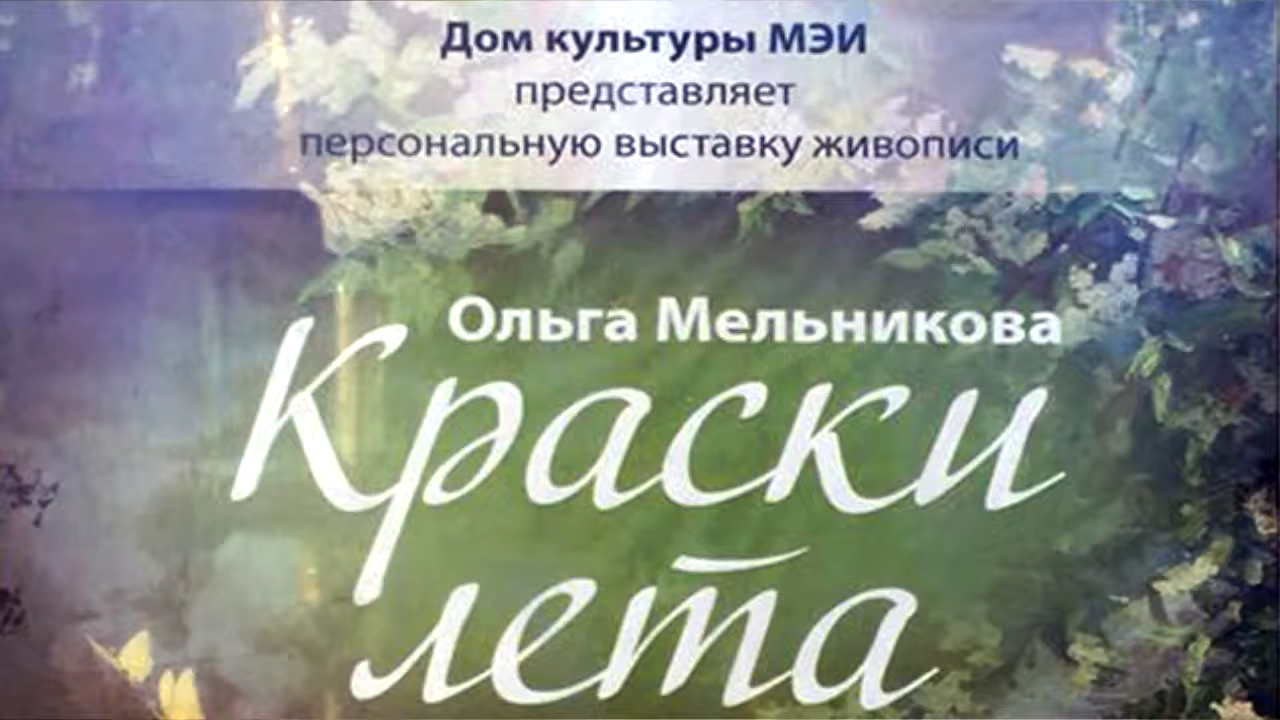 Дом культуры МЭИ
представляет
персональную выставку живописи
Ольга Мельникова
Краски
лета